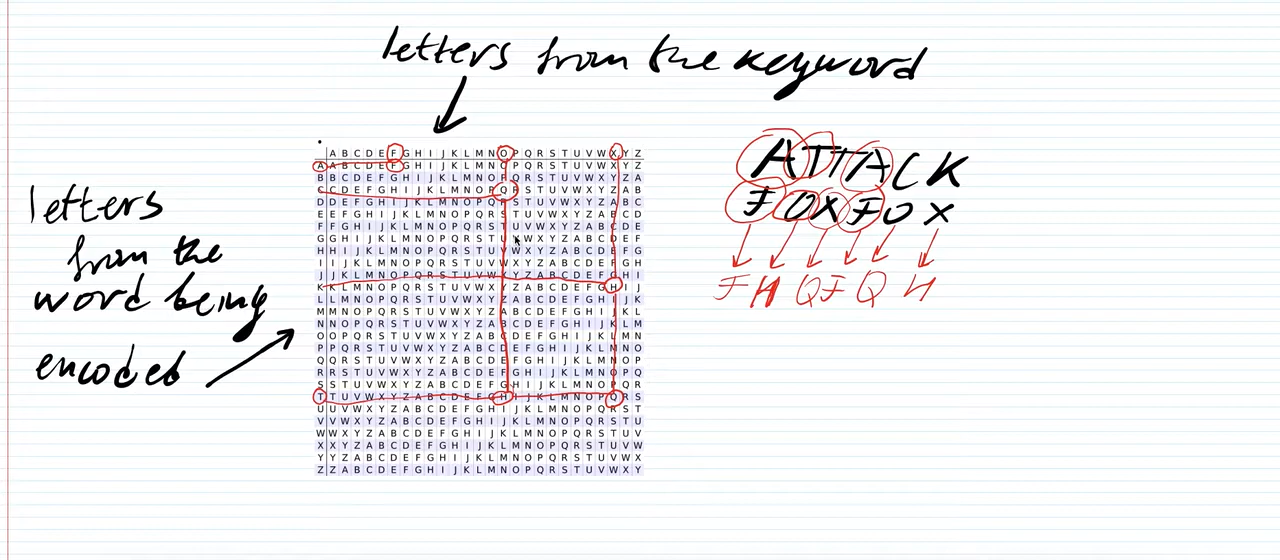 letters from the keyword
letters
from the
word being
encoded
A B C D E F G H I J K L M N O P Q R S T U V W X Y Z
A A B C D E F G H I J K L M N O P Q R S T U V W X Y Z
B B C D E F G H I J K L M N O P Q R S T U V W X Y Z A
C C D E F G H I J K L M N O P Q R S T U V W X Y Z A B
D D E F G H I J K L M N O P Q R S T U V W X Y Z A B C
E E F G H I J K L M N O P Q R S T U V W X Y Z A B C D
F F G H I J K L M N O P Q R S T U V W X Y Z A B C D E
G G H I J K L M N O P Q R S T U V W X Y Z A B C D E F
H H I J K L M N O P Q R S T U V W X Y Z A B C D E F G
I I J K L M N O P Q R S T U V W X Y Z A B C D E F G H
J J K L M N O P Q R S T U V W X Y Z A B C D E F G H I
K K L M N O P Q R S T U V W X Y Z A B C D E F G H I J
L L M N O P Q R S T U V W X Y Z A B C D E F G H I J K
M M N O P Q R S T U V W X Y Z A B C D E F G H I J K L
N N O P Q R S T U V W X Y Z A B C D E F G H I J K L M
O O P Q R S T U V W X Y Z A B C D E F G H I J K L M N
P P Q R S T U V W X Y Z A B C D E F G H I J K L M N O
Q Q R S T U V W X Y Z A B C D E F G H I J K L M N O P
R R S T U V W X Y Z A B C D E F G H I J K L M N O P Q
S S T U V W X Y Z A B C D E F G H I J K L M N O P Q R
T T U V W X Y Z A B C D E F G H I J K L M N O P Q R S
U U V W X Y Z A B C D E F G H I J K L M N O P Q R S T
V V W X Y Z A B C D E F G H I J K L M N O P Q R S T U
W W X Y Z A B C D E F G H I J K L M N O P Q R S T U V
X X Y Z A B C D E F G H I J K L M N O P Q R S T U V W
Y Y Z A B C D E F G H I J K L M N O P Q R S T U V W X
Z Z A B C D E F G H I J K L M N O P Q R S T U V W X Y
ATTACK
FOXFOX
FHQFQH